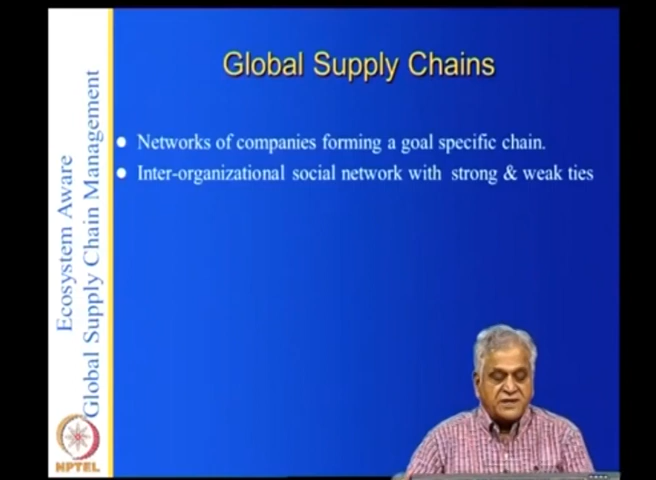 Global Supply Chains
Networks of companies forming a goal specific chain.
Inter-organizational social network with strong & weak ties
Ecosystem Aware
Global Supply Chain Management
NPTEL